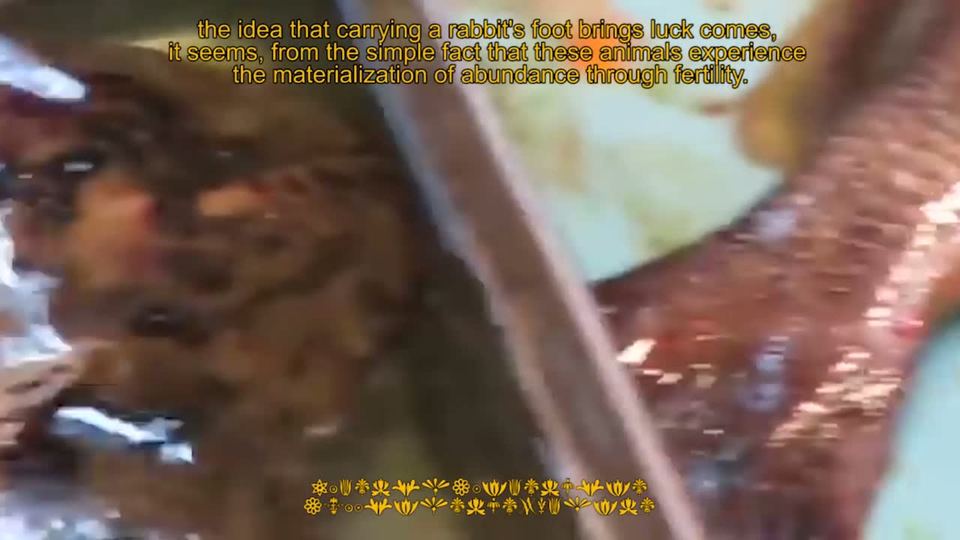 the idea that carrying a rabbit's foot brings luck comes,
it seems, from the simple fact that these animals experience
the materialization of abundance through fertility.